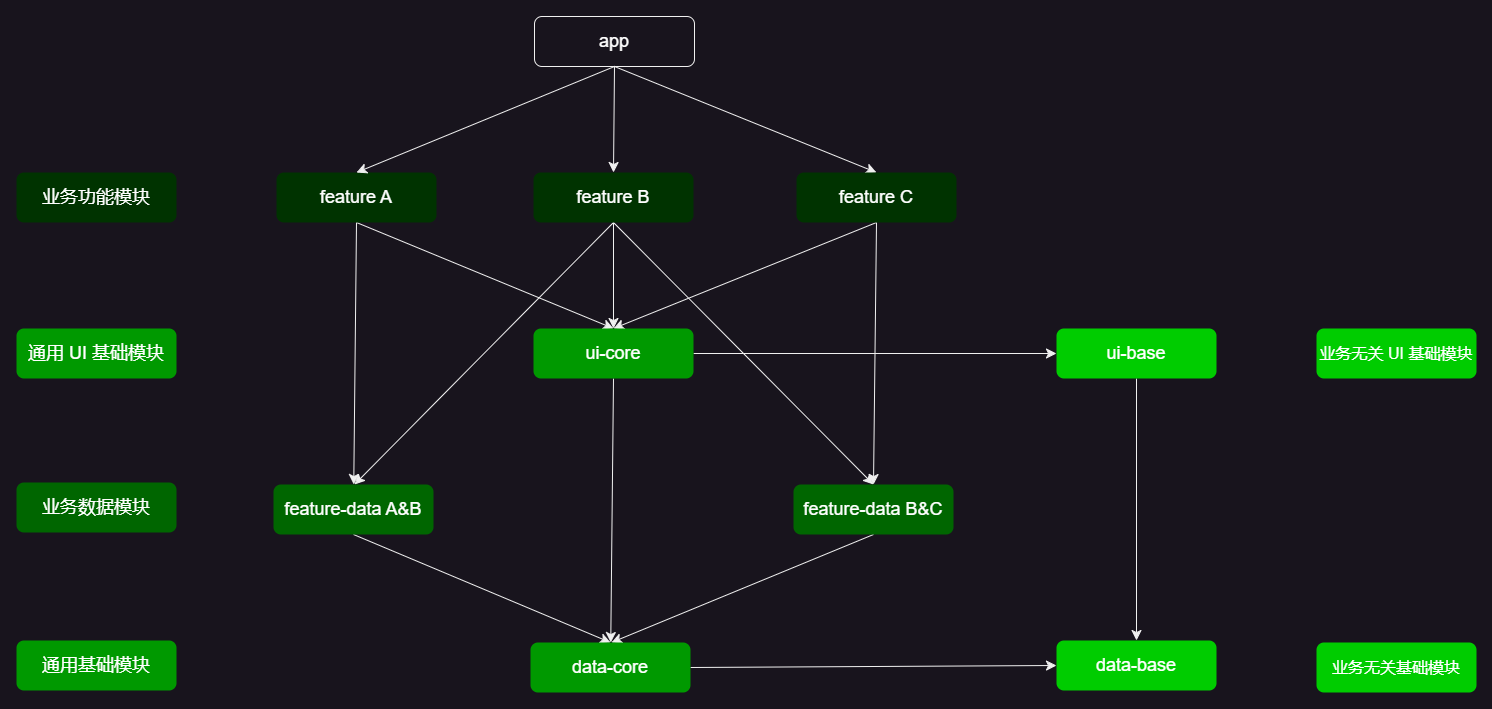 app
业务功能模块
feature A
feature B
feature C
通用 UI 基础模块
ui-core
ui-base
业务无关 UI 基础模块
业务数据模块
feature-data A&B
feature-data B&C
通用基础模块
data-core
data-base
业务无关基础模块